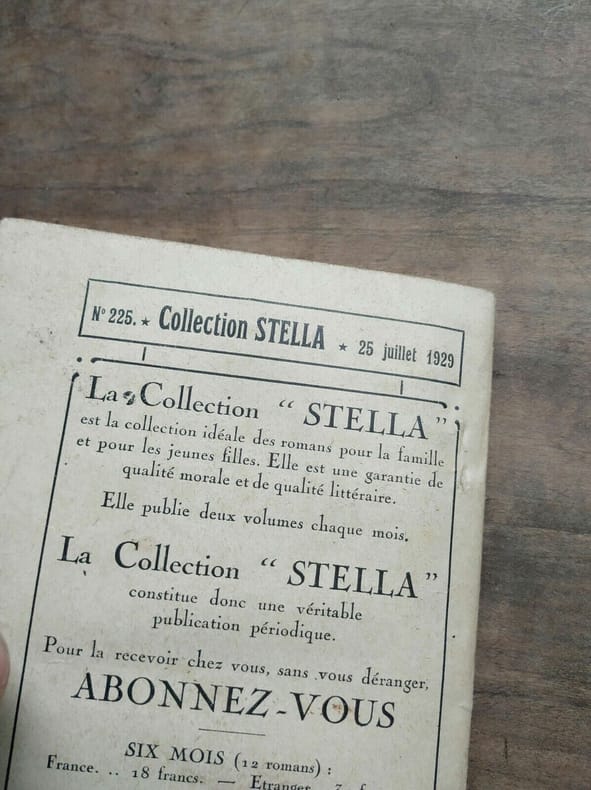 N° 225. ★ Collection STELLA ★ 25 juillet 1929
La Collection “ STELLA ”
est la collection idéale des romans pour la famille
et pour les jeunes filles. Elle est une garantie de
qualité morale et de qualité littéraire.
Elle publie deux volumes chaque mois.
La Collection “ STELLA ”
constitue donc une véritable
publication périodique.
Pour la recevoir chez vous, sans vous déranger,
ABONNEZ-VOUS
SIX MOIS (12 romans) :
France. .. 18 francs. — Etranger